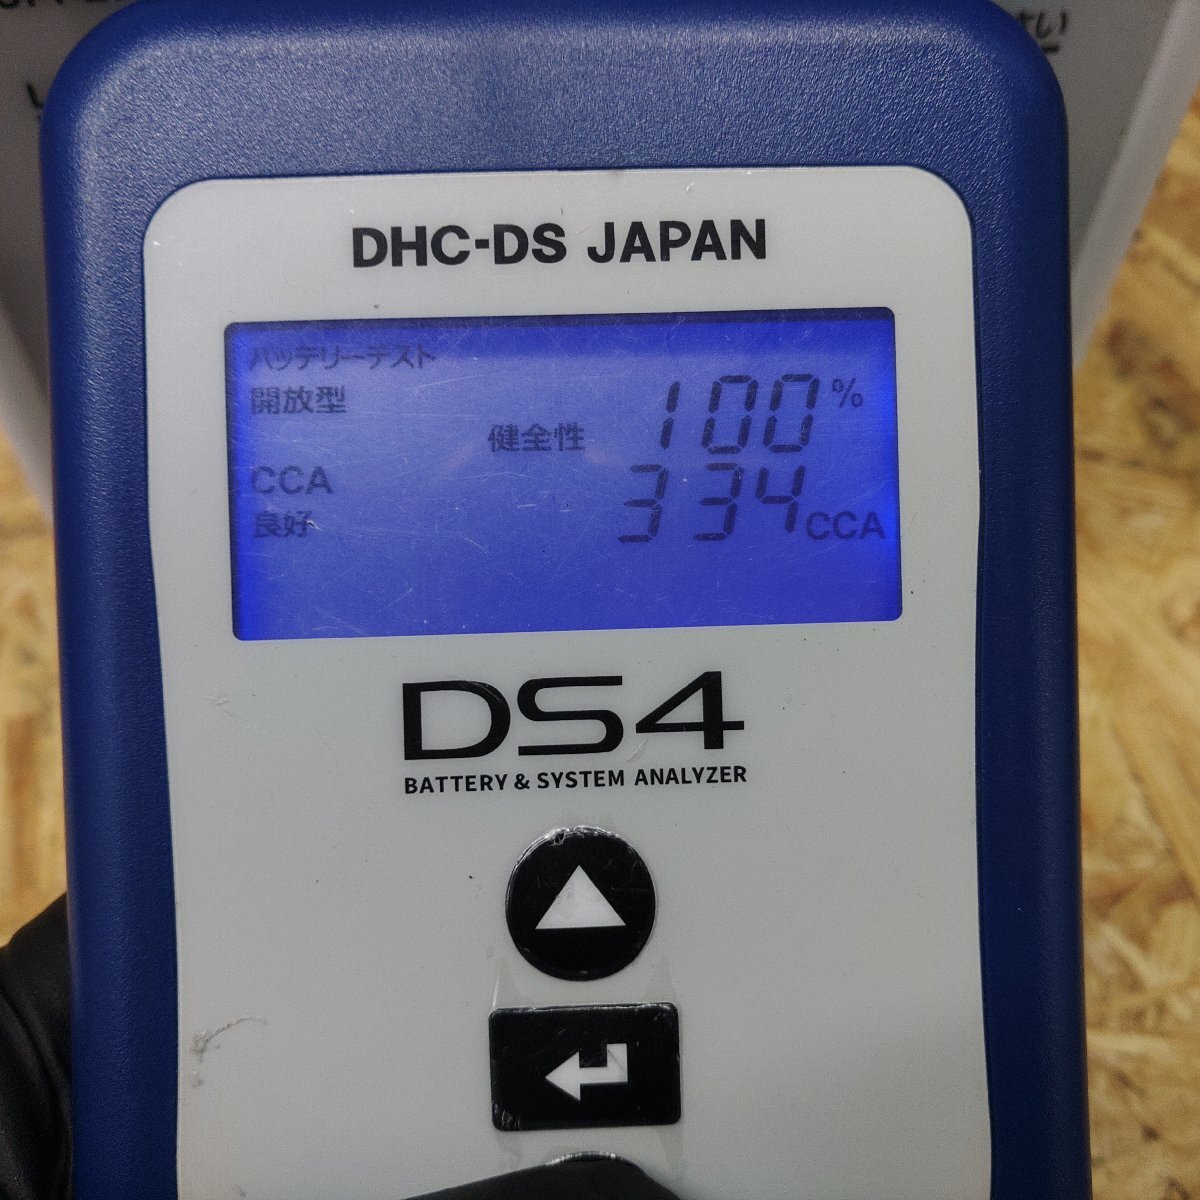 DHC-DS JAPAN
バッテリーテスト
開放型
100%
健全性
CCA
334CCA
良好
DS4
BATTERY & SYSTEM ANALYZER